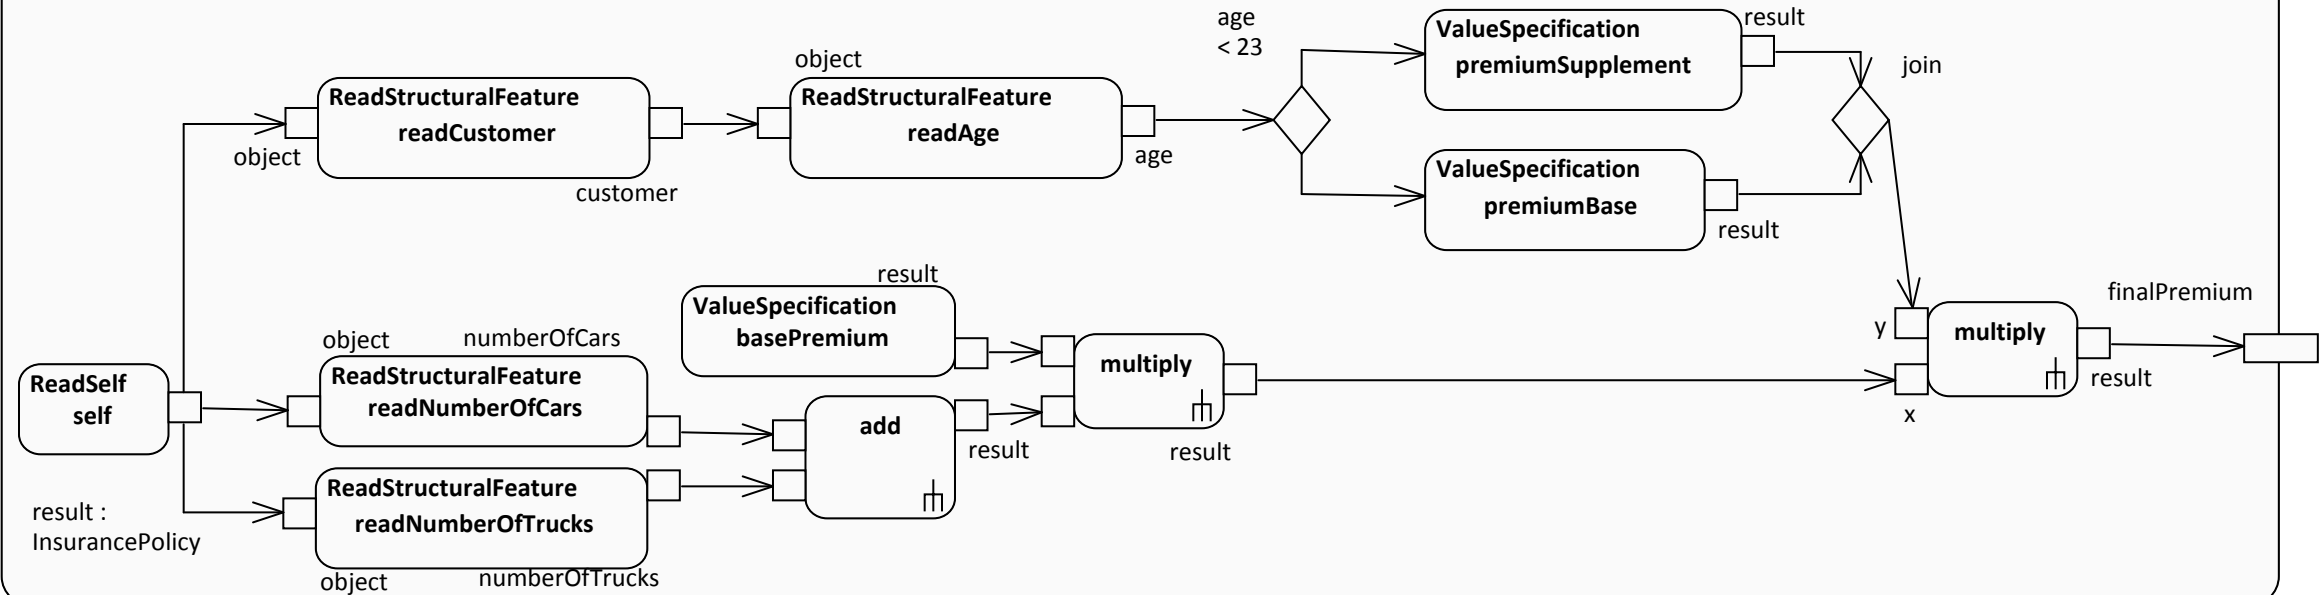 age
< 23
ValueSpecification
premiumSupplement
result
join
object
ReadStructuralFeature
readCustomer
object
customer
ReadStructuralFeature
readAge
age
ValueSpecification
premiumBase
result
result
ValueSpecification
basePremium
object
numberOfCars
ReadStructuralFeature
readNumberOfCars
ReadSelf
self
result :
InsurancePolicy
ReadStructuralFeature
readNumberOfTrucks
object
numberOfTrucks
add
result
multiply
result
y
x
multiply
result
finalPremium